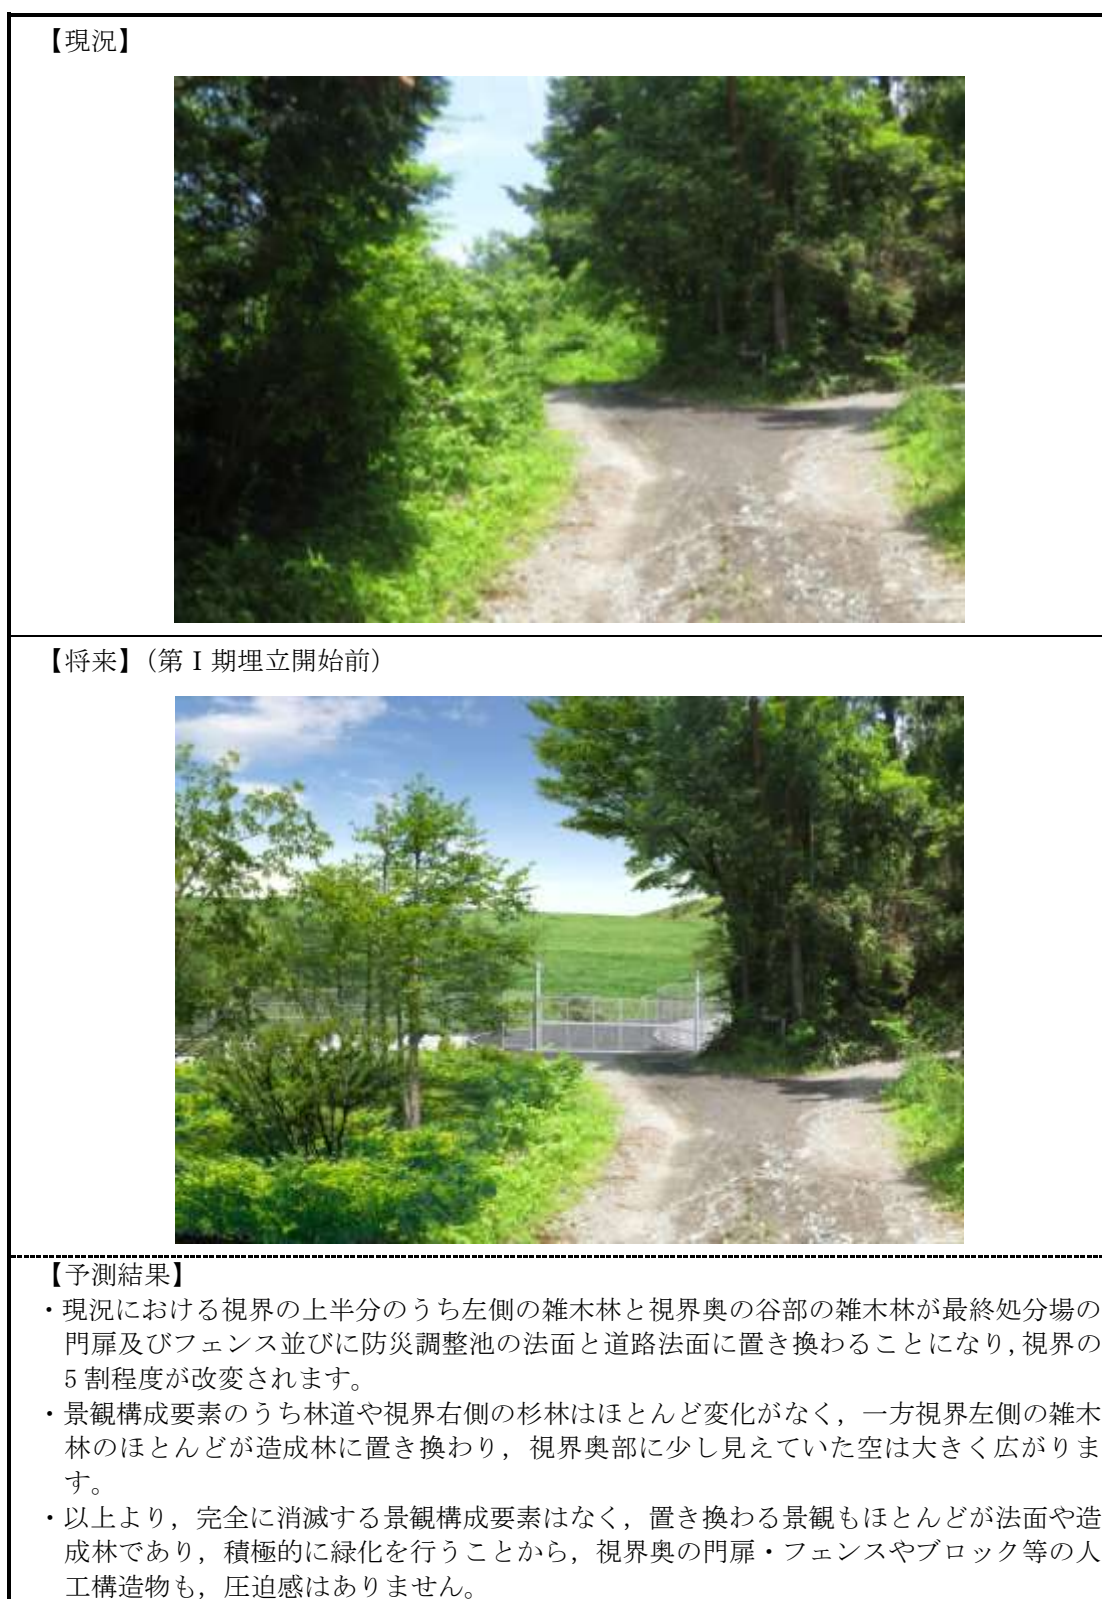 【現況】
【将来】（第Ⅰ期埋立開始前）
【予測結果】
・現況における視界の上半分のうち左側の雑木林と視界奥の谷部の雑木林が最終処分場の
門扉及びフェンス並びに防災調整池の法面と道路法面に置き換わることになり，視界の
5割程度が改変されます。
・景観構成要素のうち林道や視界右側の杉林はほとんど変化がなく，一方視界左側の雑木
林のほとんどが造成林に置き換わり，視界奥部に少し見えていた空は大きく広がりま
す。
・以上より，完全に消滅する景観構成要素はなく，置き換わる景観もほとんどが法面や造
成林であり，積極的に緑化を行うことから，視界奥の門扉・フェンスやブロック等の人
工構造物も，圧迫感はありません。